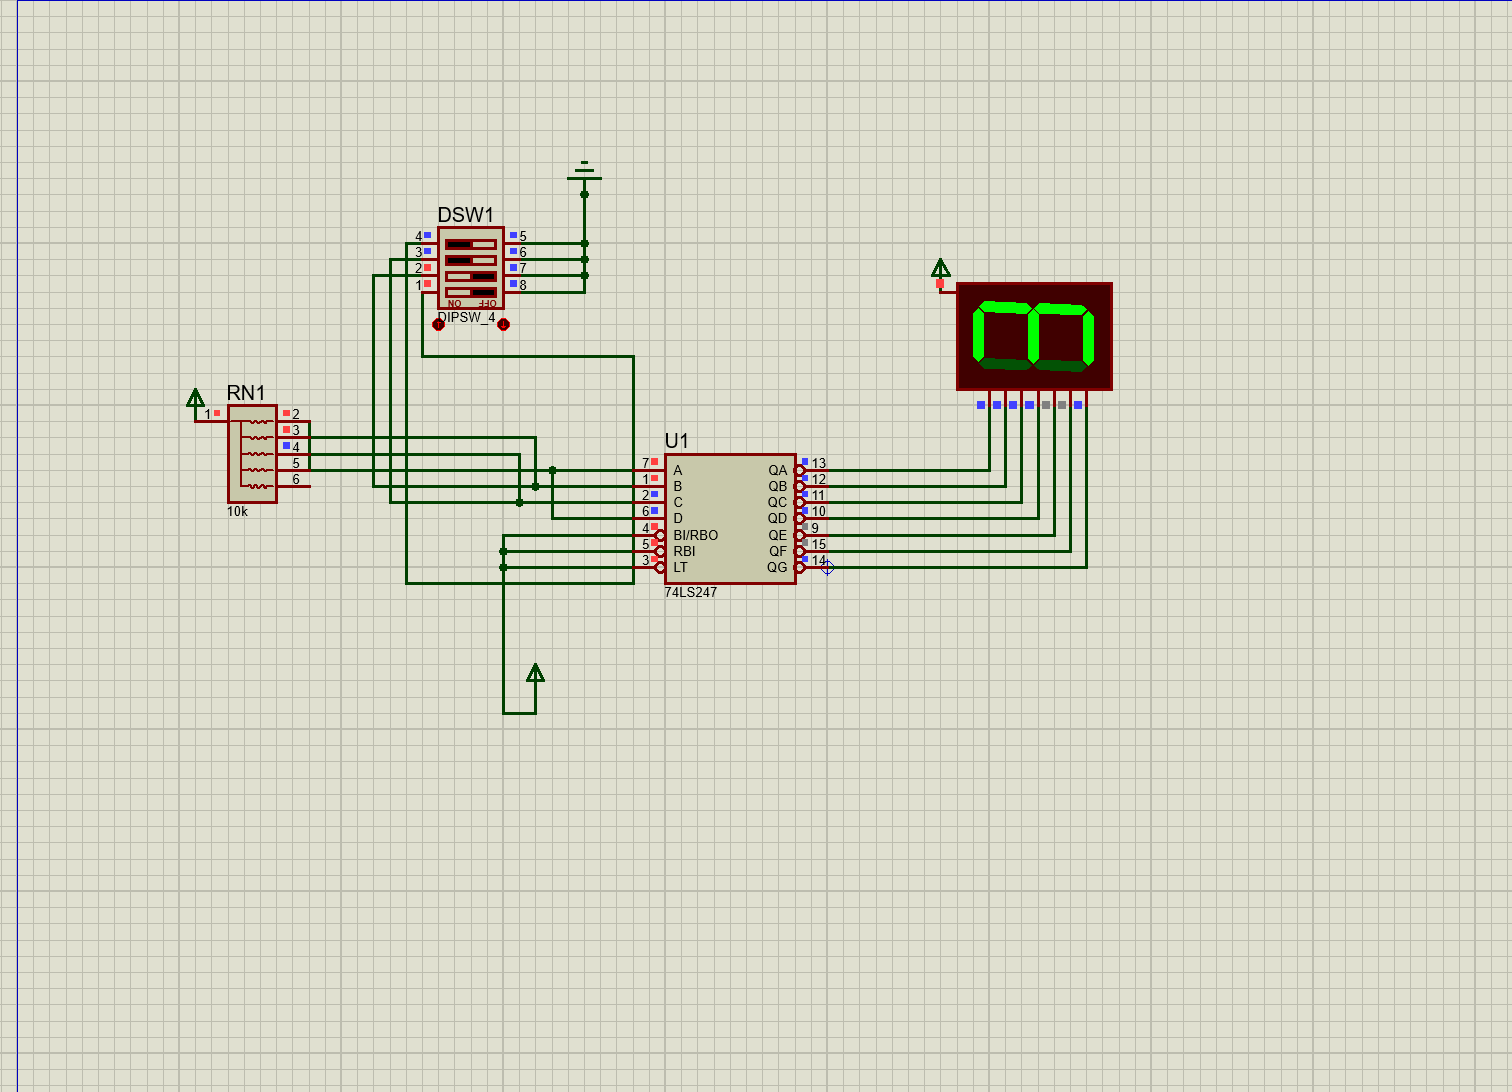 DSW1
4 5
3 6
2 7
1 8
ON OFF
DIPSW_4
RN1
1 2
3
4
5
6
10k
U1
7 A QA 13
1 B QB 12
2 C QC 11
6 D QD 10
4 BI/RBO QE 9
5 RBI QF 15
3 LT QG 14
74LS247